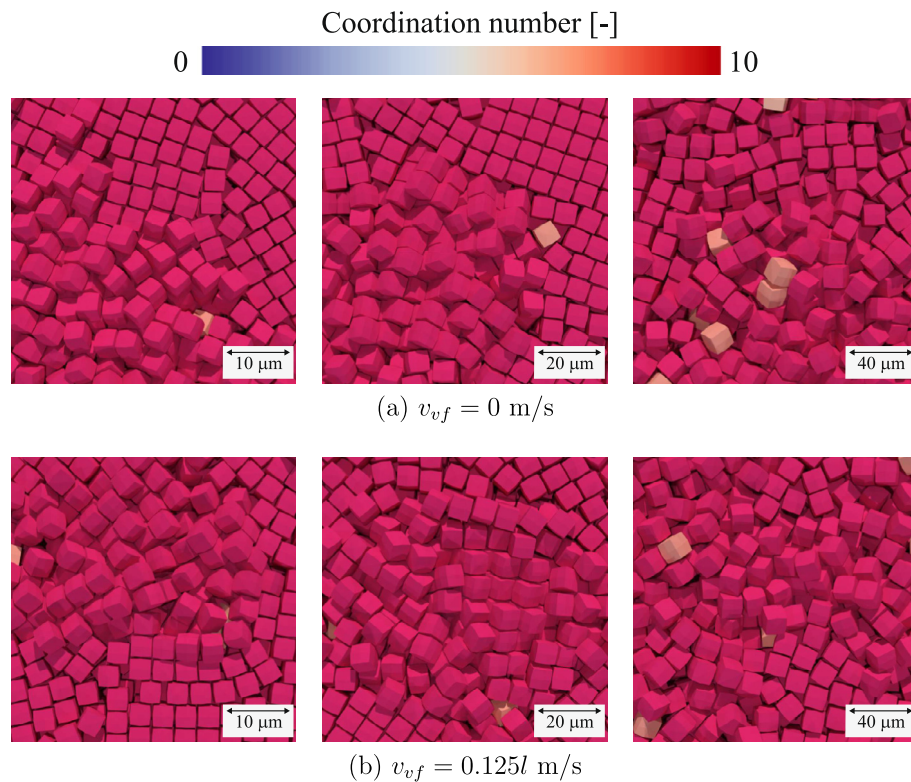 Coordination number [-]
0 10
10 μm 20 μm 40 μm
(a) v_{vf} = 0 m/s
10 μm 20 μm 40 μm
(b) v_{vf} = 0.125l m/s